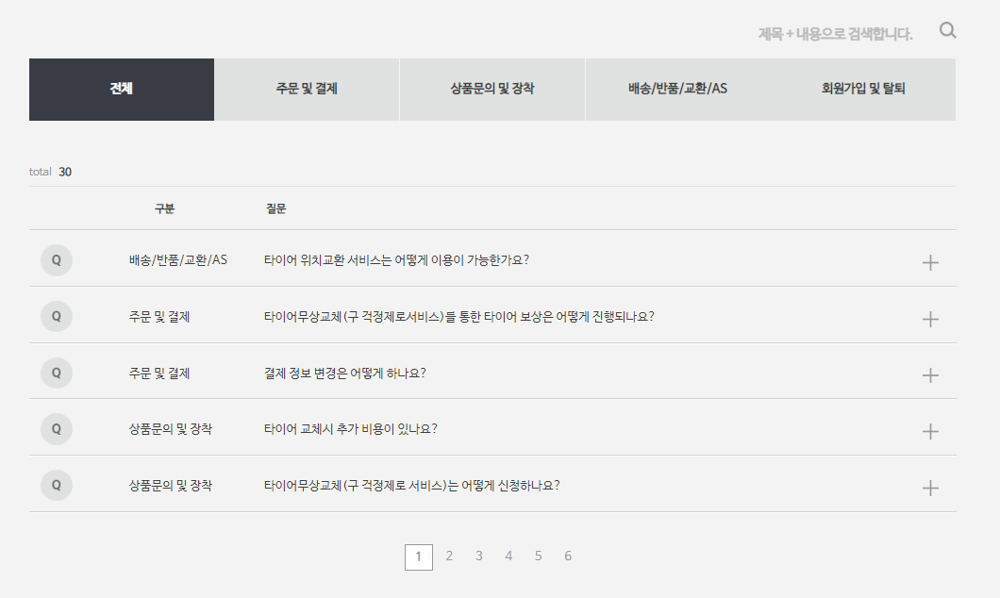 제목 + 내용으로 검색합니다.
전체 주문 및 결제 상품문의 및 장착 배송/반품/교환/AS 회원가입 및 탈퇴
total 30
구분 질문
Q 배송/반품/교환/AS 타이어 위치교환 서비스는 어떻게 이용이 가능한가요?
Q 주문 및 결제 타이어무상교체(구 걱정제로서비스)를 통한 타이어 보상은 어떻게 진행되나요?
Q 주문 및 결제 결제 정보 변경은 어떻게 하나요?
Q 상품문의 및 장착 타이어 교체시 추가 비용이 있나요?
Q 상품문의 및 장착 타이어무상교체(구 걱정제로 서비스)는 어떻게 신청하나요?
1 2 3 4 5 6